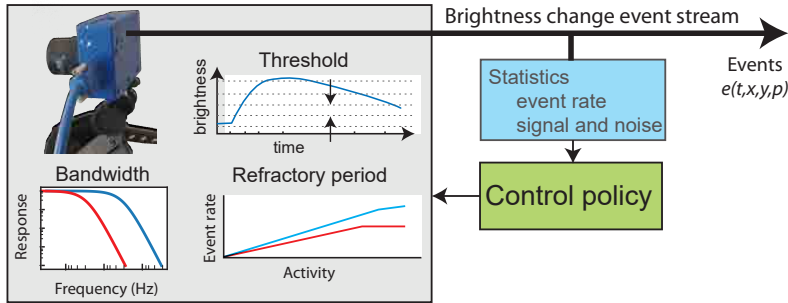 Brightness change event stream
Events
e(t,x,y,p)
Threshold
brightness
time
Statistics
event rate
signal and noise
Bandwidth
Response
Frequency (Hz)
Refractory period
Event rate
Activity
Control policy